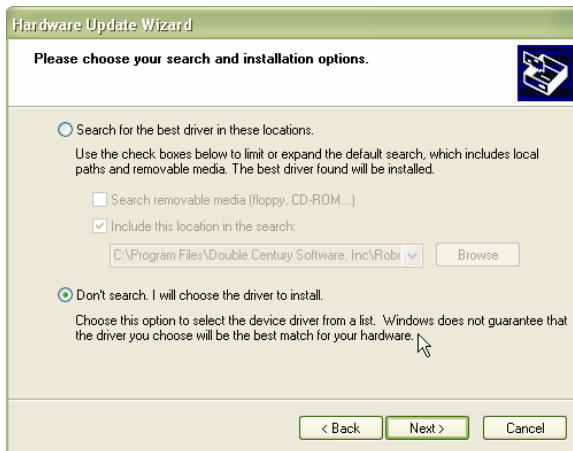 Hardware Update Wizard
Please choose your search and installation options.
Search for the best driver in these locations.
Use the check boxes below to limit or expand the default search, which includes local
paths and removable media. The best driver found will be installed.
Search removable media (floppy, CD-ROM...)
Include this location in the search:
C:\Program Files\Double Century Software, Inc\Robo
Browse
Don't search. I will choose the driver to install.
Choose this option to select the device driver from a list. Windows does not guarantee that
the driver you choose will be the best match for your hardware.
< Back
Next >
Cancel